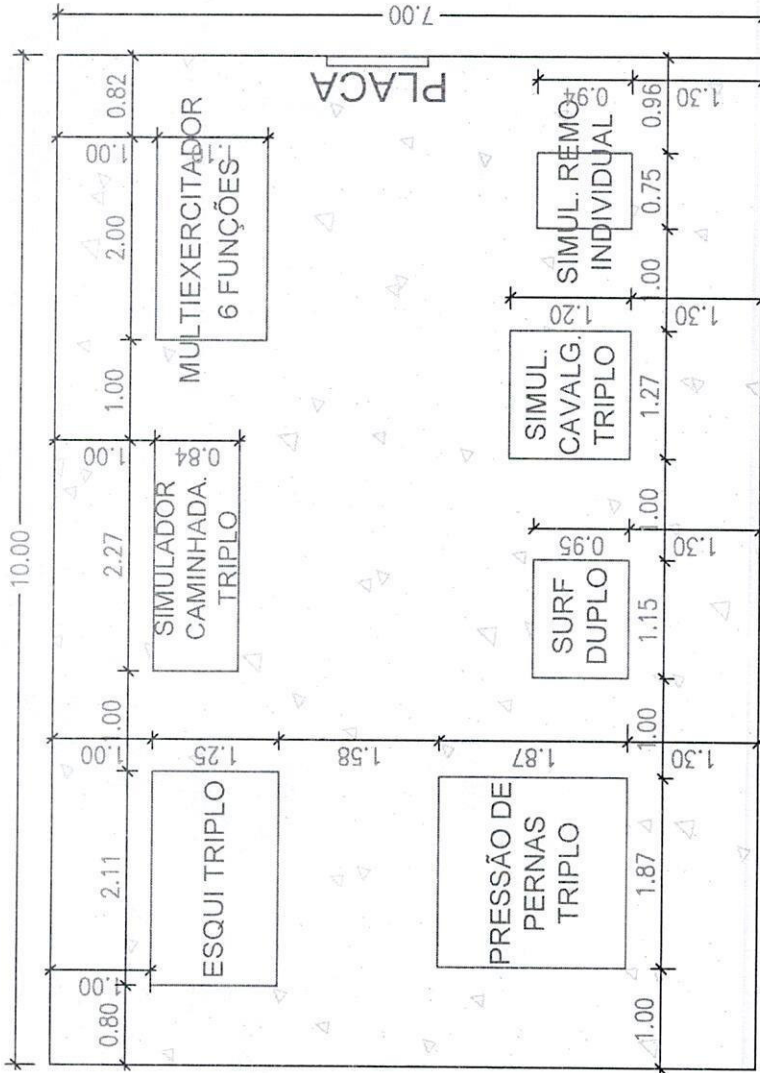 10.00
7.00
0.80
2.11
1.00
2.27
1.00
2.00
0.82
1.00
1.00
1.00
1.00
ESQUI TRIPLO
1.25
SIMULADOR
CAMINHADA.
TRIPLO
0.84
MULTIEXERCITADOR
6 FUNÇÕES
PLACA
1.58
PRESSÃO DE
PERNAS
TRIPLO
1.87
SURF
DUPLO
0.95
SIMUL.
CAVALG.
TRIPLO
1.20
SIMUL. REMO
INDIVIDUAL
0.94
1.00
1.87
1.00
1.15
1.00
1.27
1.00
0.75
0.96
1.30
1.30
1.30
1.30